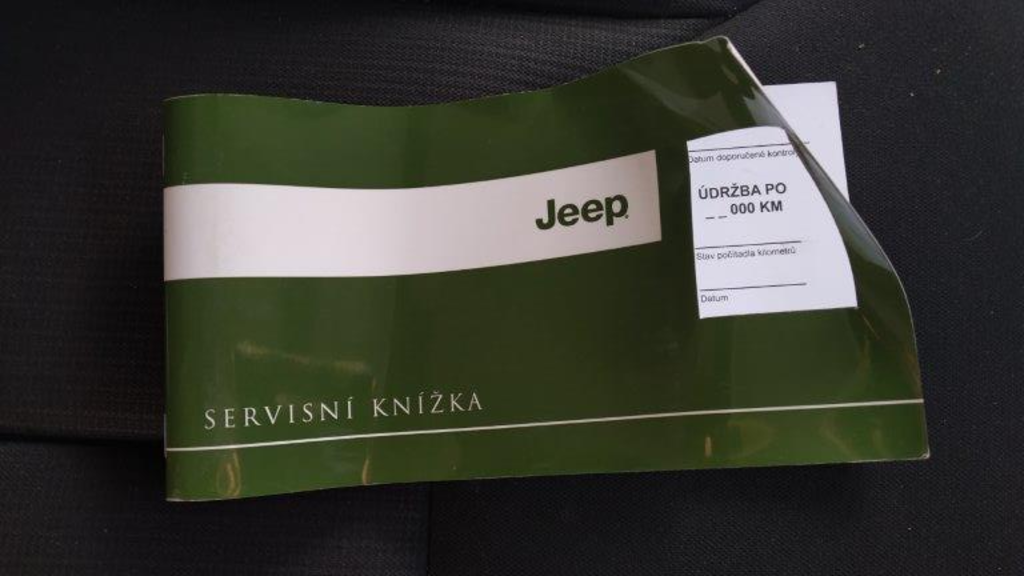 Jeep
Datum doporučené kontroly
ÚDRŽBA PO
_ _ 000 KM
Stav počítadla kilometrů
Datum
SERVISNÍ KNÍŽKA